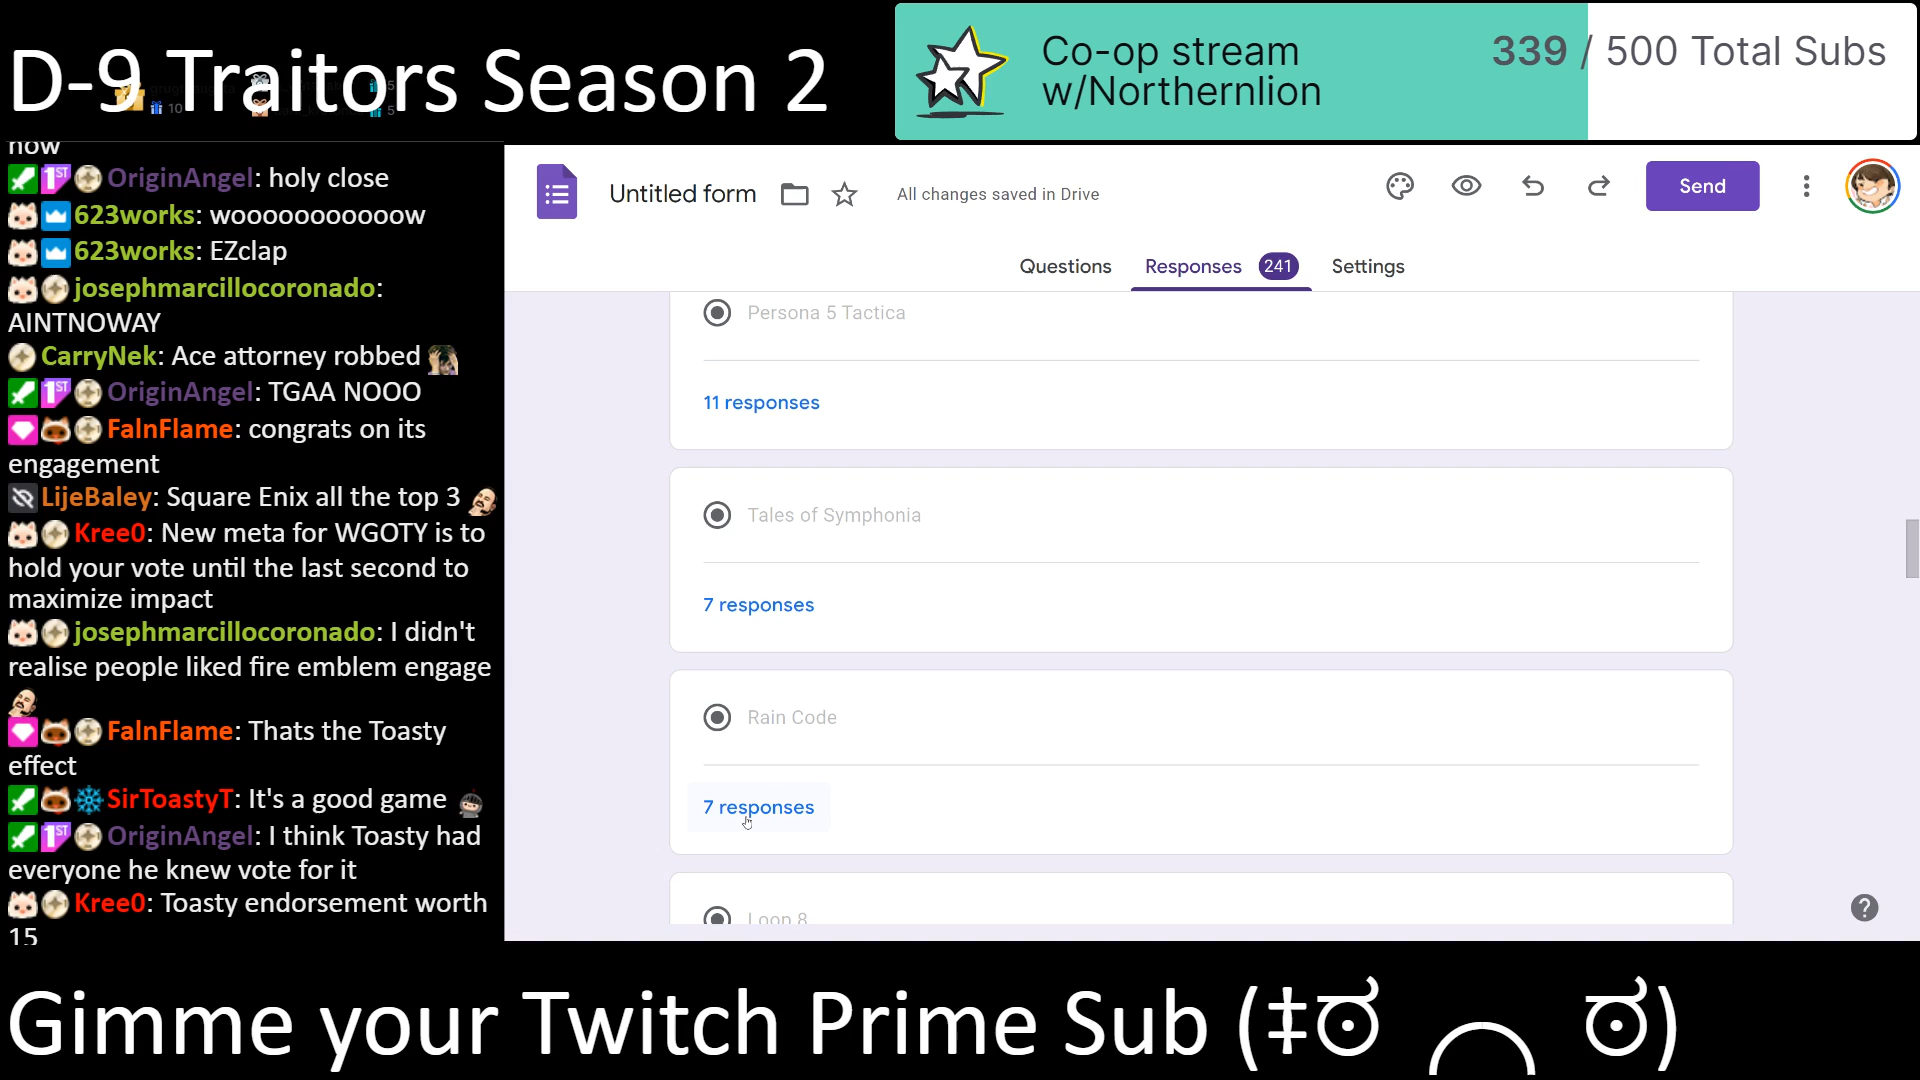 D-9 Traitors Season 2
10
5
5
Co-op stream
w/Northernlion
339 / 500 Total Subs
now
OriginAngel: holy close
623works: wooooooooooow
623works: EZclap
josephmarcillocoronado:
AINTNOWAY
CarryNek: Ace attorney robbed
OriginAngel: TGAA NOOO
FalnFlame: congrats on its
engagement
LijeBaley: Square Enix all the top 3
Kree0: New meta for WGOTY is to
hold your vote until the last second to
maximize impact
josephmarcillocoronado: I didn't
realise people liked fire emblem engage
FalnFlame: Thats the Toasty
effect
SirToastyT: It's a good game
OriginAngel: I think Toasty had
everyone he knew vote for it
Kree0: Toasty endorsement worth
15
Untitled form
All changes saved in Drive
Send
Questions
Responses 241
Settings
Persona 5 Tactica
11 responses
Tales of Symphonia
7 responses
Rain Code
7 responses
Loop 8
Gimme your Twitch Prime Sub (‡ಠ ⁔ ಠ)